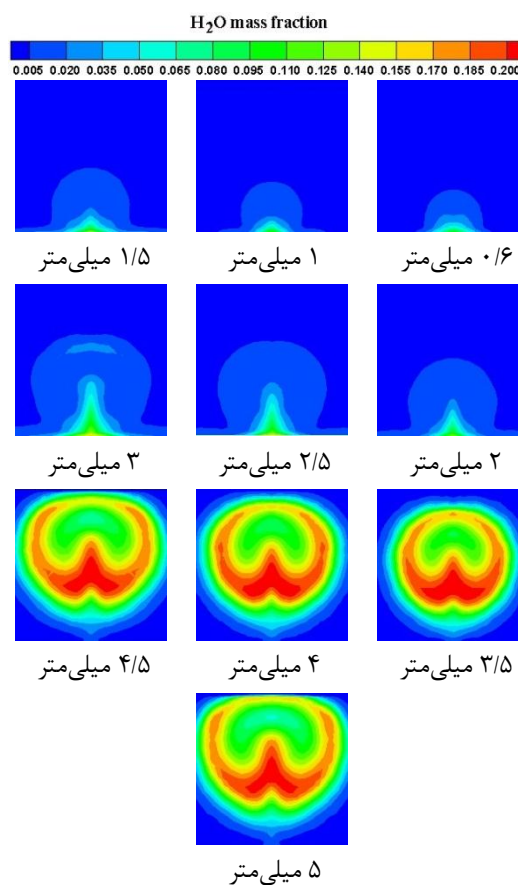 H₂O mass fraction
0.005 0.020 0.035 0.050 0.065 0.080 0.095 0.110 0.125 0.140 0.155 0.170 0.185 0.200
۰/۶ میلی‌متر ۱ میلی‌متر ۱/۵ میلی‌متر
۲ میلی‌متر ۲/۵ میلی‌متر ۳ میلی‌متر
۳/۵ میلی‌متر ۴ میلی‌متر ۴/۵ میلی‌متر
۵ میلی‌متر